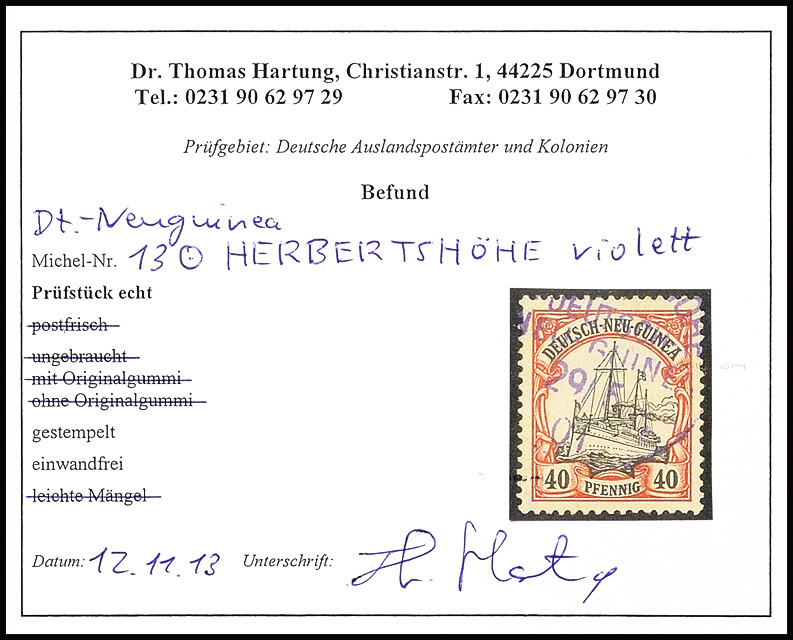 Dr. Thomas Hartung, Christianstr. 1, 44225 Dortmund
Tel.: 0231 90 62 97 29 Fax: 0231 90 62 97 30
Prüfgebiet: Deutsche Auslandspostämter und Kolonien
Befund
Dt.-Neuguinea
Michel-Nr. 13 ⊙ HERBERTSHÖHE violett
Prüfstück echt
postfrisch
ungebraucht
mit Originalgummi
ohne Originalgummi
gestempelt
einwandfrei
leichte Mängel
DEUTSCH-NEU-GUINEA
GUINEA
29
40 PFENNIG 40
Datum: 12.11.13 Unterschrift: